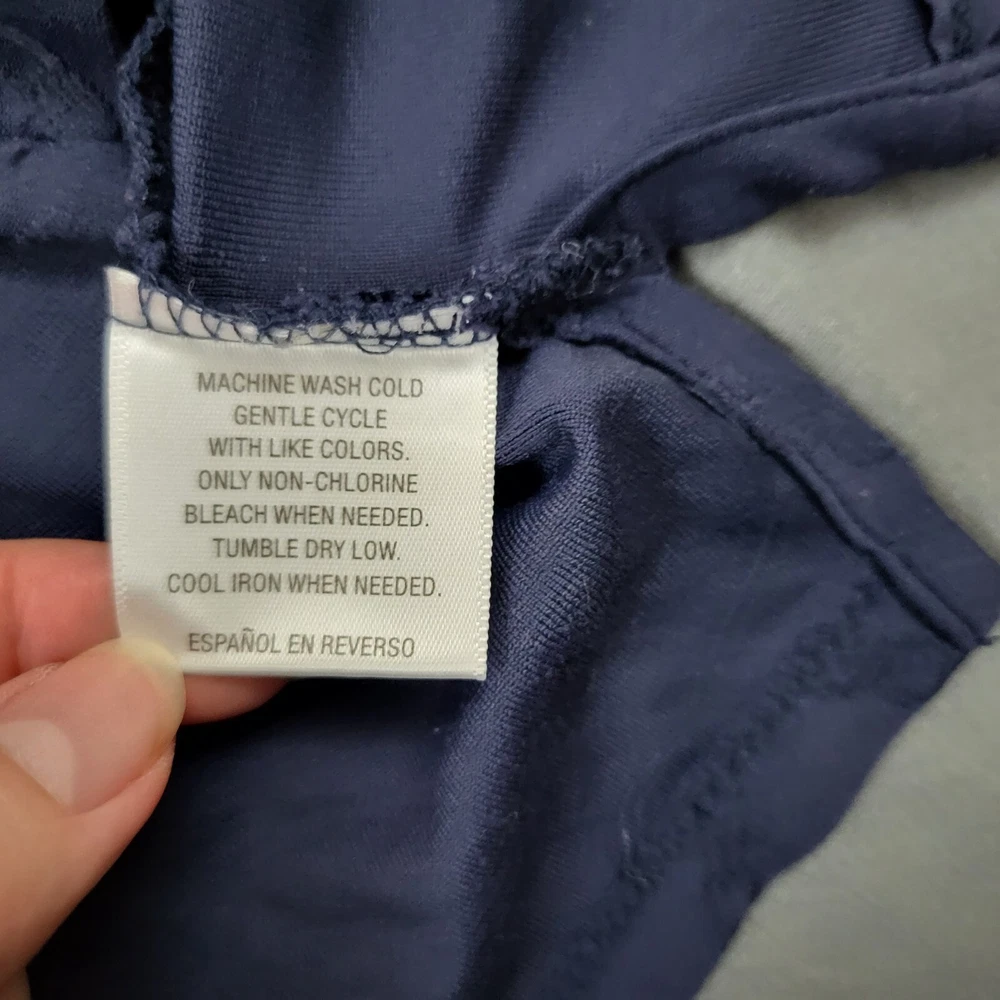 MACHINE WASH COLD
GENTLE CYCLE
WITH LIKE COLORS.
ONLY NON-CHLORINE
BLEACH WHEN NEEDED.
TUMBLE DRY LOW.
COOL IRON WHEN NEEDED.
ESPAÑOL EN REVERSO